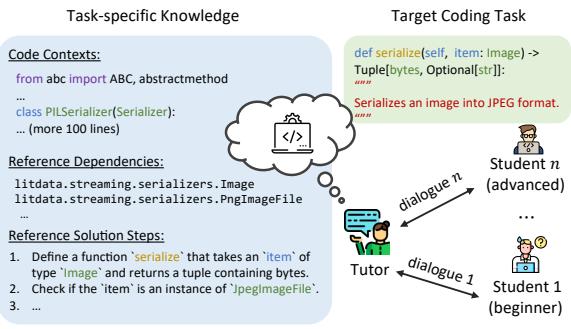 Task-specific Knowledge
Code Contexts:
from abc import ABC, abstractmethod
...
class PILSerializer(Serializer):
... (more 100 lines)
Reference Dependencies:
litdata.streaming.serializers.Image
litdata.streaming.serializers.PngImageFile
...
Reference Solution Steps:
1. Define a function `serialize` that takes an `item` of
type `Image` and returns a tuple containing bytes.
2. Check if the `item` is an instance of `JpegImageFile`.
3. ...
Target Coding Task
def serialize(self, item: Image) ->
Tuple[bytes, Optional[str]]:
"""
Serializes an image into JPEG format.
"""
</>
Tutor
dialogue n
Student n
(advanced)
...
dialogue 1
Student 1
(beginner)